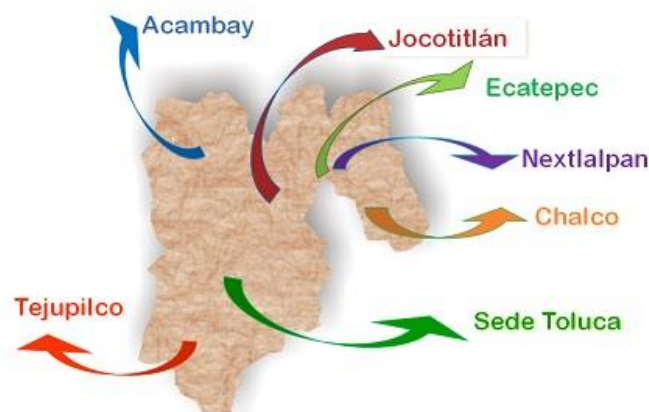 Acambay
Jocotitlán
Ecatepec
Nextlalpan
Chalco
Tejupilco
Sede Toluca